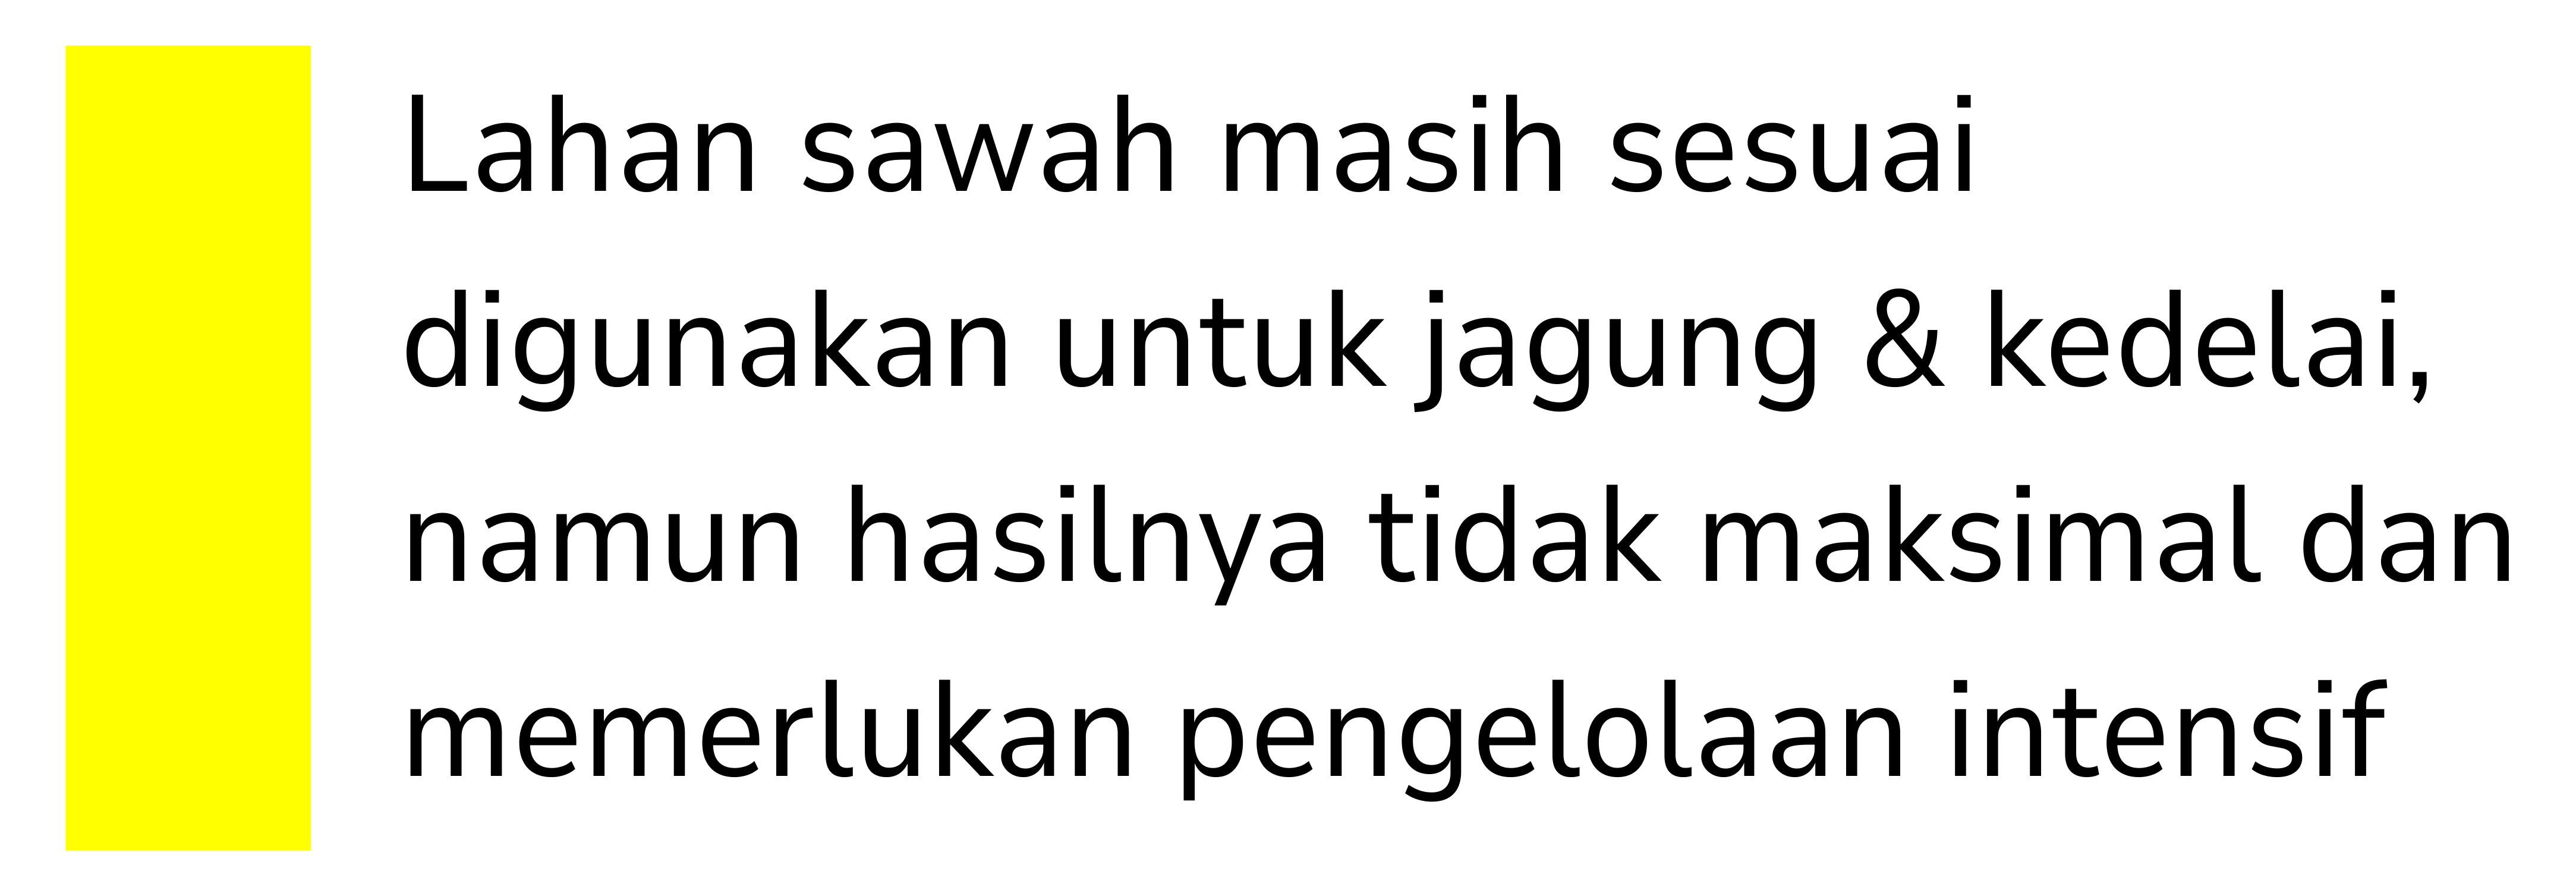 Lahan sawah masih sesuai
digunakan untuk jagung & kedelai,
namun hasilnya tidak maksimal dan
memerlukan pengelolaan intensif